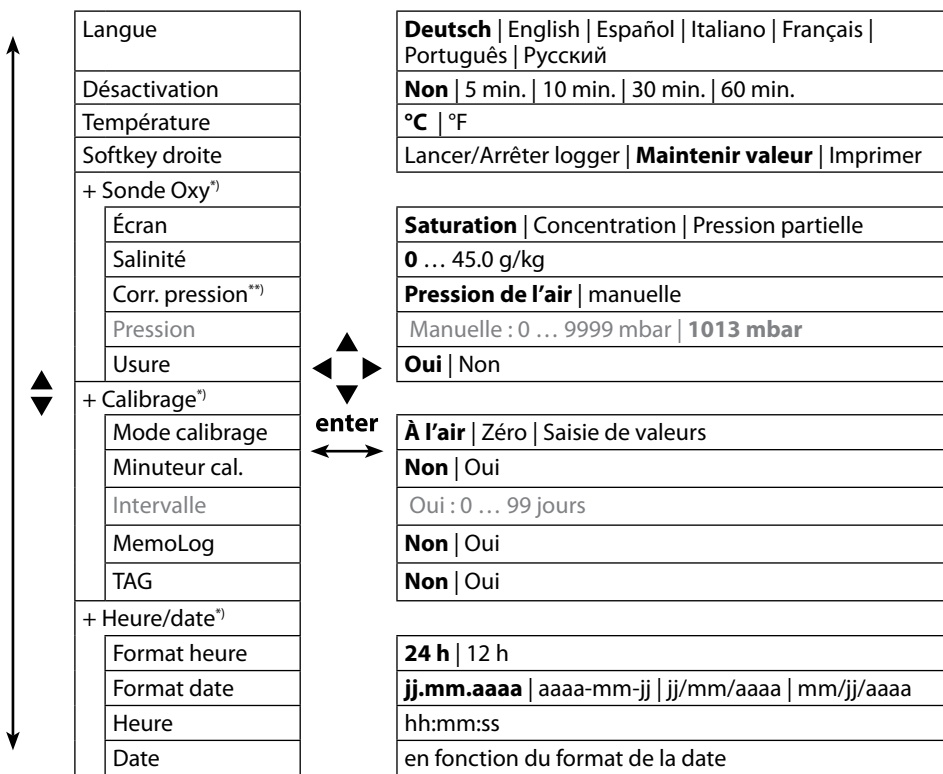 Langue
Deutsch | English | Español | Italiano | Français |
Português | Русский
Désactivation
Non | 5 min. | 10 min. | 30 min. | 60 min.
Température
°C | °F
Softkey droite
Lancer/Arrêter logger | Maintenir valeur | Imprimer
+ Sonde Oxy*)
Écran
Saturation | Concentration | Pression partielle
Salinité
0 … 45.0 g/kg
Corr. pression**)
Pression de l’air | manuelle
Pression
Manuelle : 0 … 9999 mbar | 1013 mbar
Usure
Oui | Non
+ Calibrage*)
enter
Mode calibrage
À l’air | Zéro | Saisie de valeurs
Minuteur cal.
Non | Oui
Intervalle
Oui : 0 … 99 jours
MemoLog
Non | Oui
TAG
Non | Oui
+ Heure/date*)
Format heure
24 h | 12 h
Format date
jj.mm.aaaa | aaaa-mm-jj | jj/mm/aaaa | mm/jj/aaaa
Heure
hh:mm:ss
Date
en fonction du format de la date